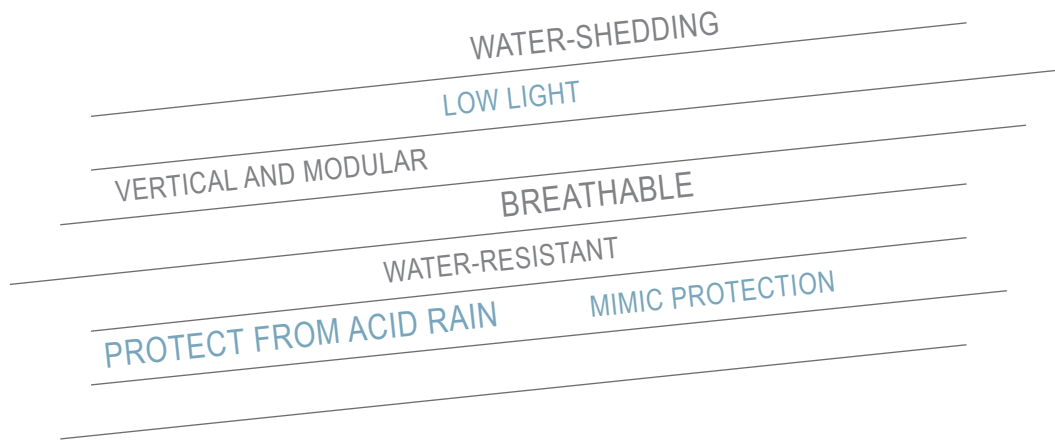 WATER-SHEDDING
LOW LIGHT
VERTICAL AND MODULAR
BREATHABLE
WATER-RESISTANT
PROTECT FROM ACID RAIN MIMIC PROTECTION